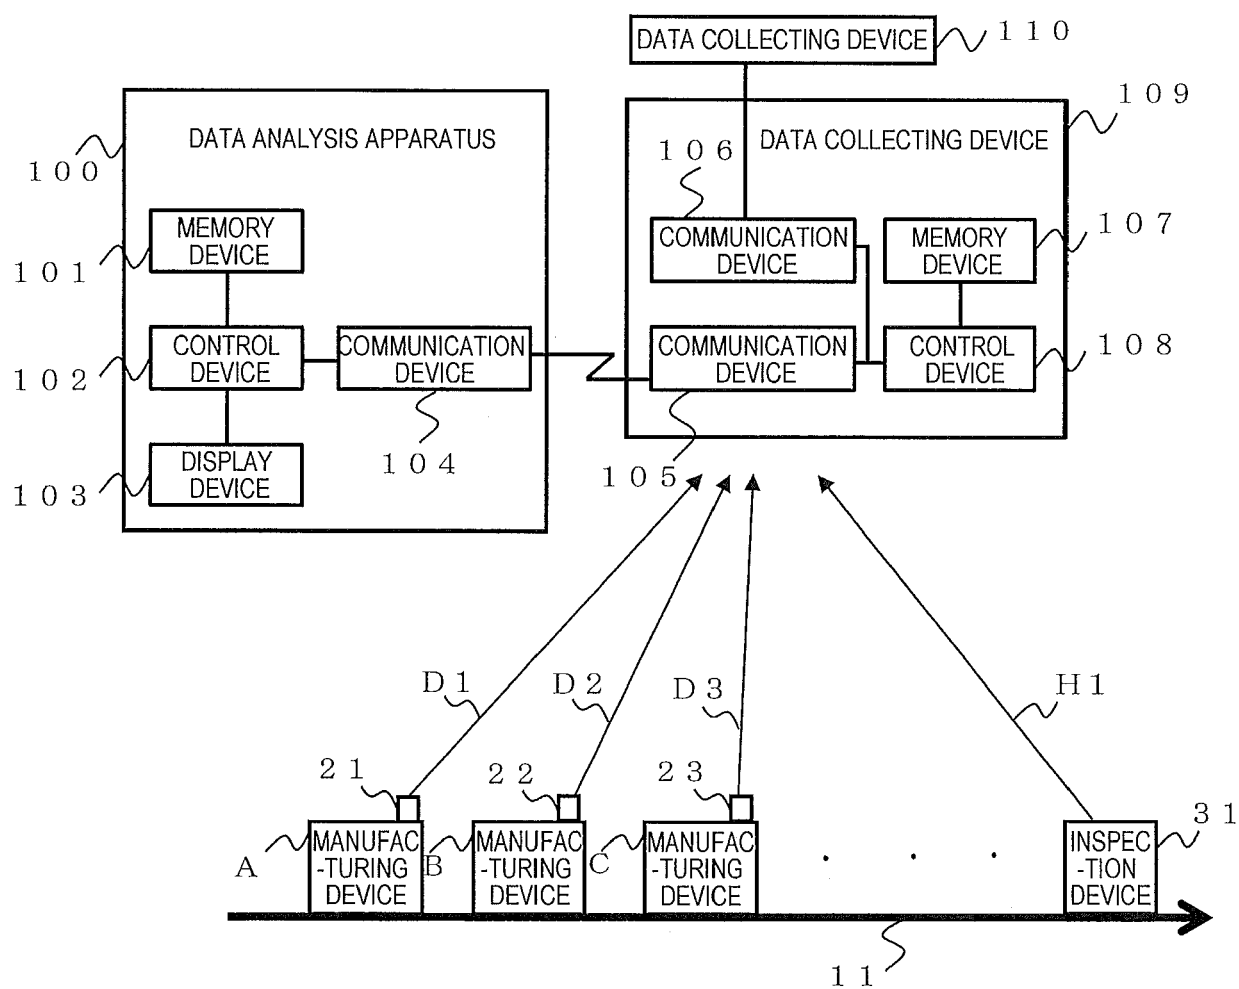 DATA COLLECTING DEVICE
110
109
DATA ANALYSIS APPARATUS
100
DATA COLLECTING DEVICE
106
MEMORY
DEVICE
101
COMMUNICATION
DEVICE
MEMORY
DEVICE
107
CONTROL
DEVICE
102
COMMUNICATION
DEVICE
104
COMMUNICATION
DEVICE
105
CONTROL
DEVICE
108
DISPLAY
DEVICE
103
D1
D2
D3
H1
21
22
23
31
A
MANUFAC
-TURING
DEVICE
B
MANUFAC
-TURING
DEVICE
C
MANUFAC
-TURING
DEVICE
. . .
INSPEC
-TION
DEVICE
11